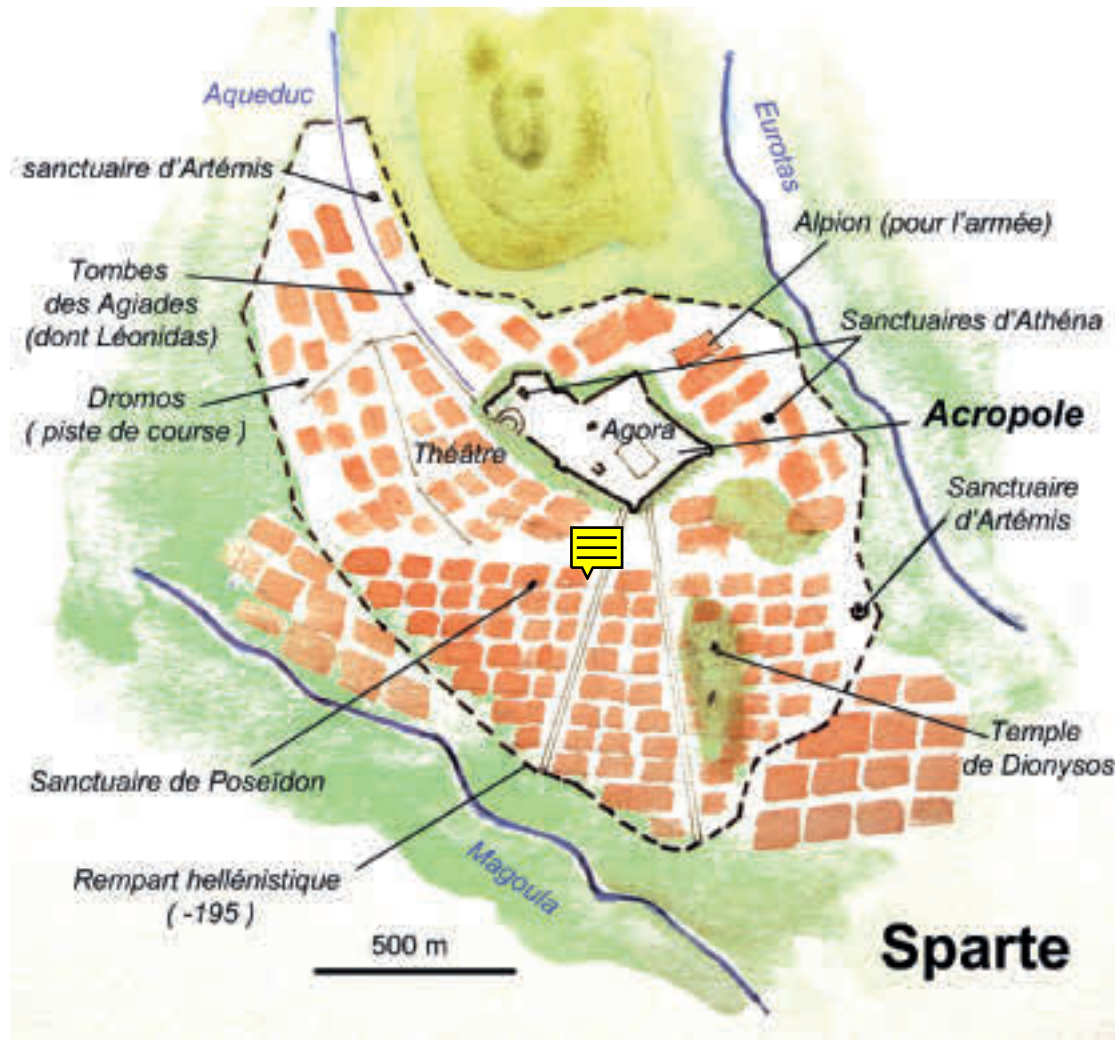 Aqueduc
Eurotas
sanctuaire d'Artémis
Alpion (pour l'armée)
Tombes
des Agiades
(dont Léonidas)
Sanctuaires d'Athéna
Dromos
( piste de course )
Acropole
Agora
Théâtre
Sanctuaire
d'Artémis
Temple
de Dionysos
Sanctuaire de Poseïdon
Rempart hellénistique
( -195 )
Magoula
500 m
Sparte